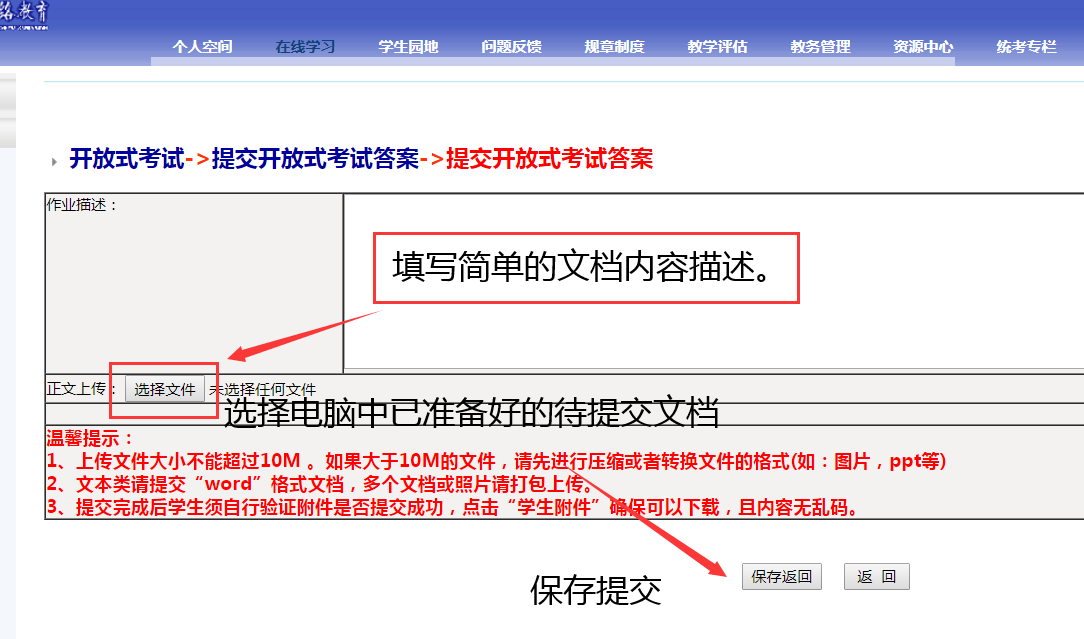 铭教育
个人空间 在线学习 学生园地 问题反馈 规章制度 教学评估 教务管理 资源中心 统考专栏
开放式考试->提交开放式考试答案->提交开放式考试答案
作业描述：
填写简单的文档内容描述。
正文上传： 选择文件 未选择任何文件
选择电脑中已准备好的待提交文档
温馨提示：
1、上传文件大小不能超过10M 。如果大于10M的文件，请先进行压缩或者转换文件的格式(如：图片，ppt等)
2、文本类请提交“word”格式文档，多个文档或照片请打包上传。
3、提交完成后学生须自行验证附件是否提交成功，点击“学生附件”确保可以下载，且内容无乱码。
保存返回 返 回
保存提交